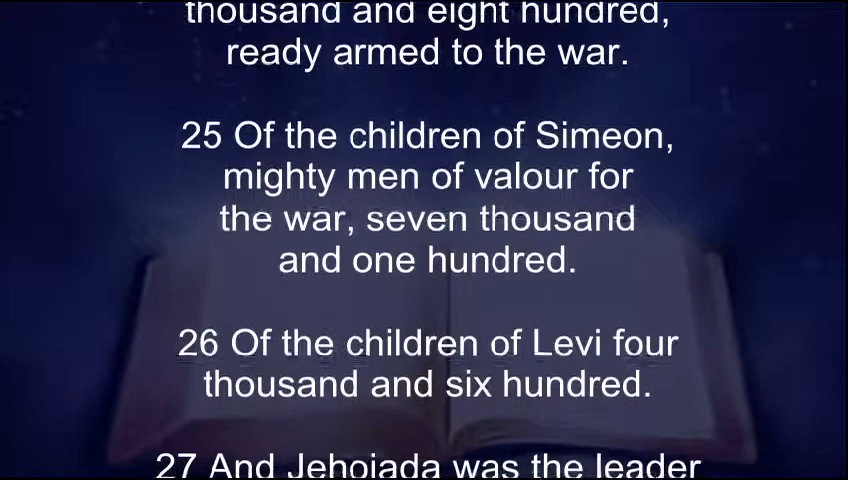 thousand and eight hundred,
ready armed to the war.
25 Of the children of Simeon,
mighty men of valour for
the war, seven thousand
and one hundred.
26 Of the children of Levi four
thousand and six hundred.
27 And Jehoiada was the leader